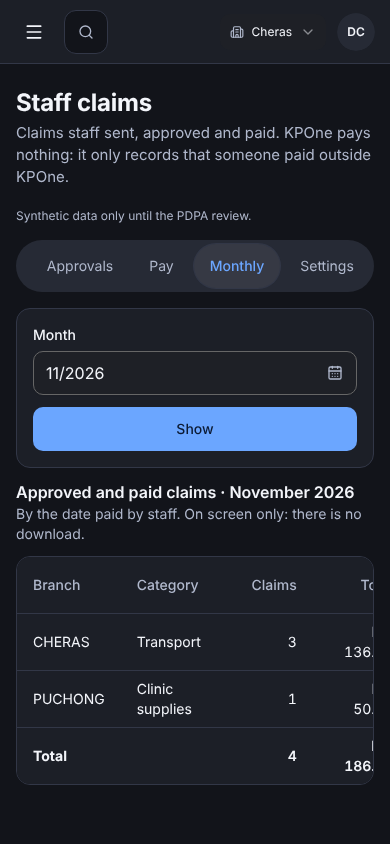 Cheras
DC
Staff claims
Claims staff sent, approved and paid. KPOne pays
nothing: it only records that someone paid outside
KPOne.
Synthetic data only until the PDPA review.
Approvals Pay Monthly Settings
Month
11/2026
Show
Approved and paid claims · November 2026
By the date paid by staff. On screen only: there is no
download.
Branch Category Claims
CHERAS Transport 3 136.
PUCHONG Clinic supplies 1 50.
Total 4 186.